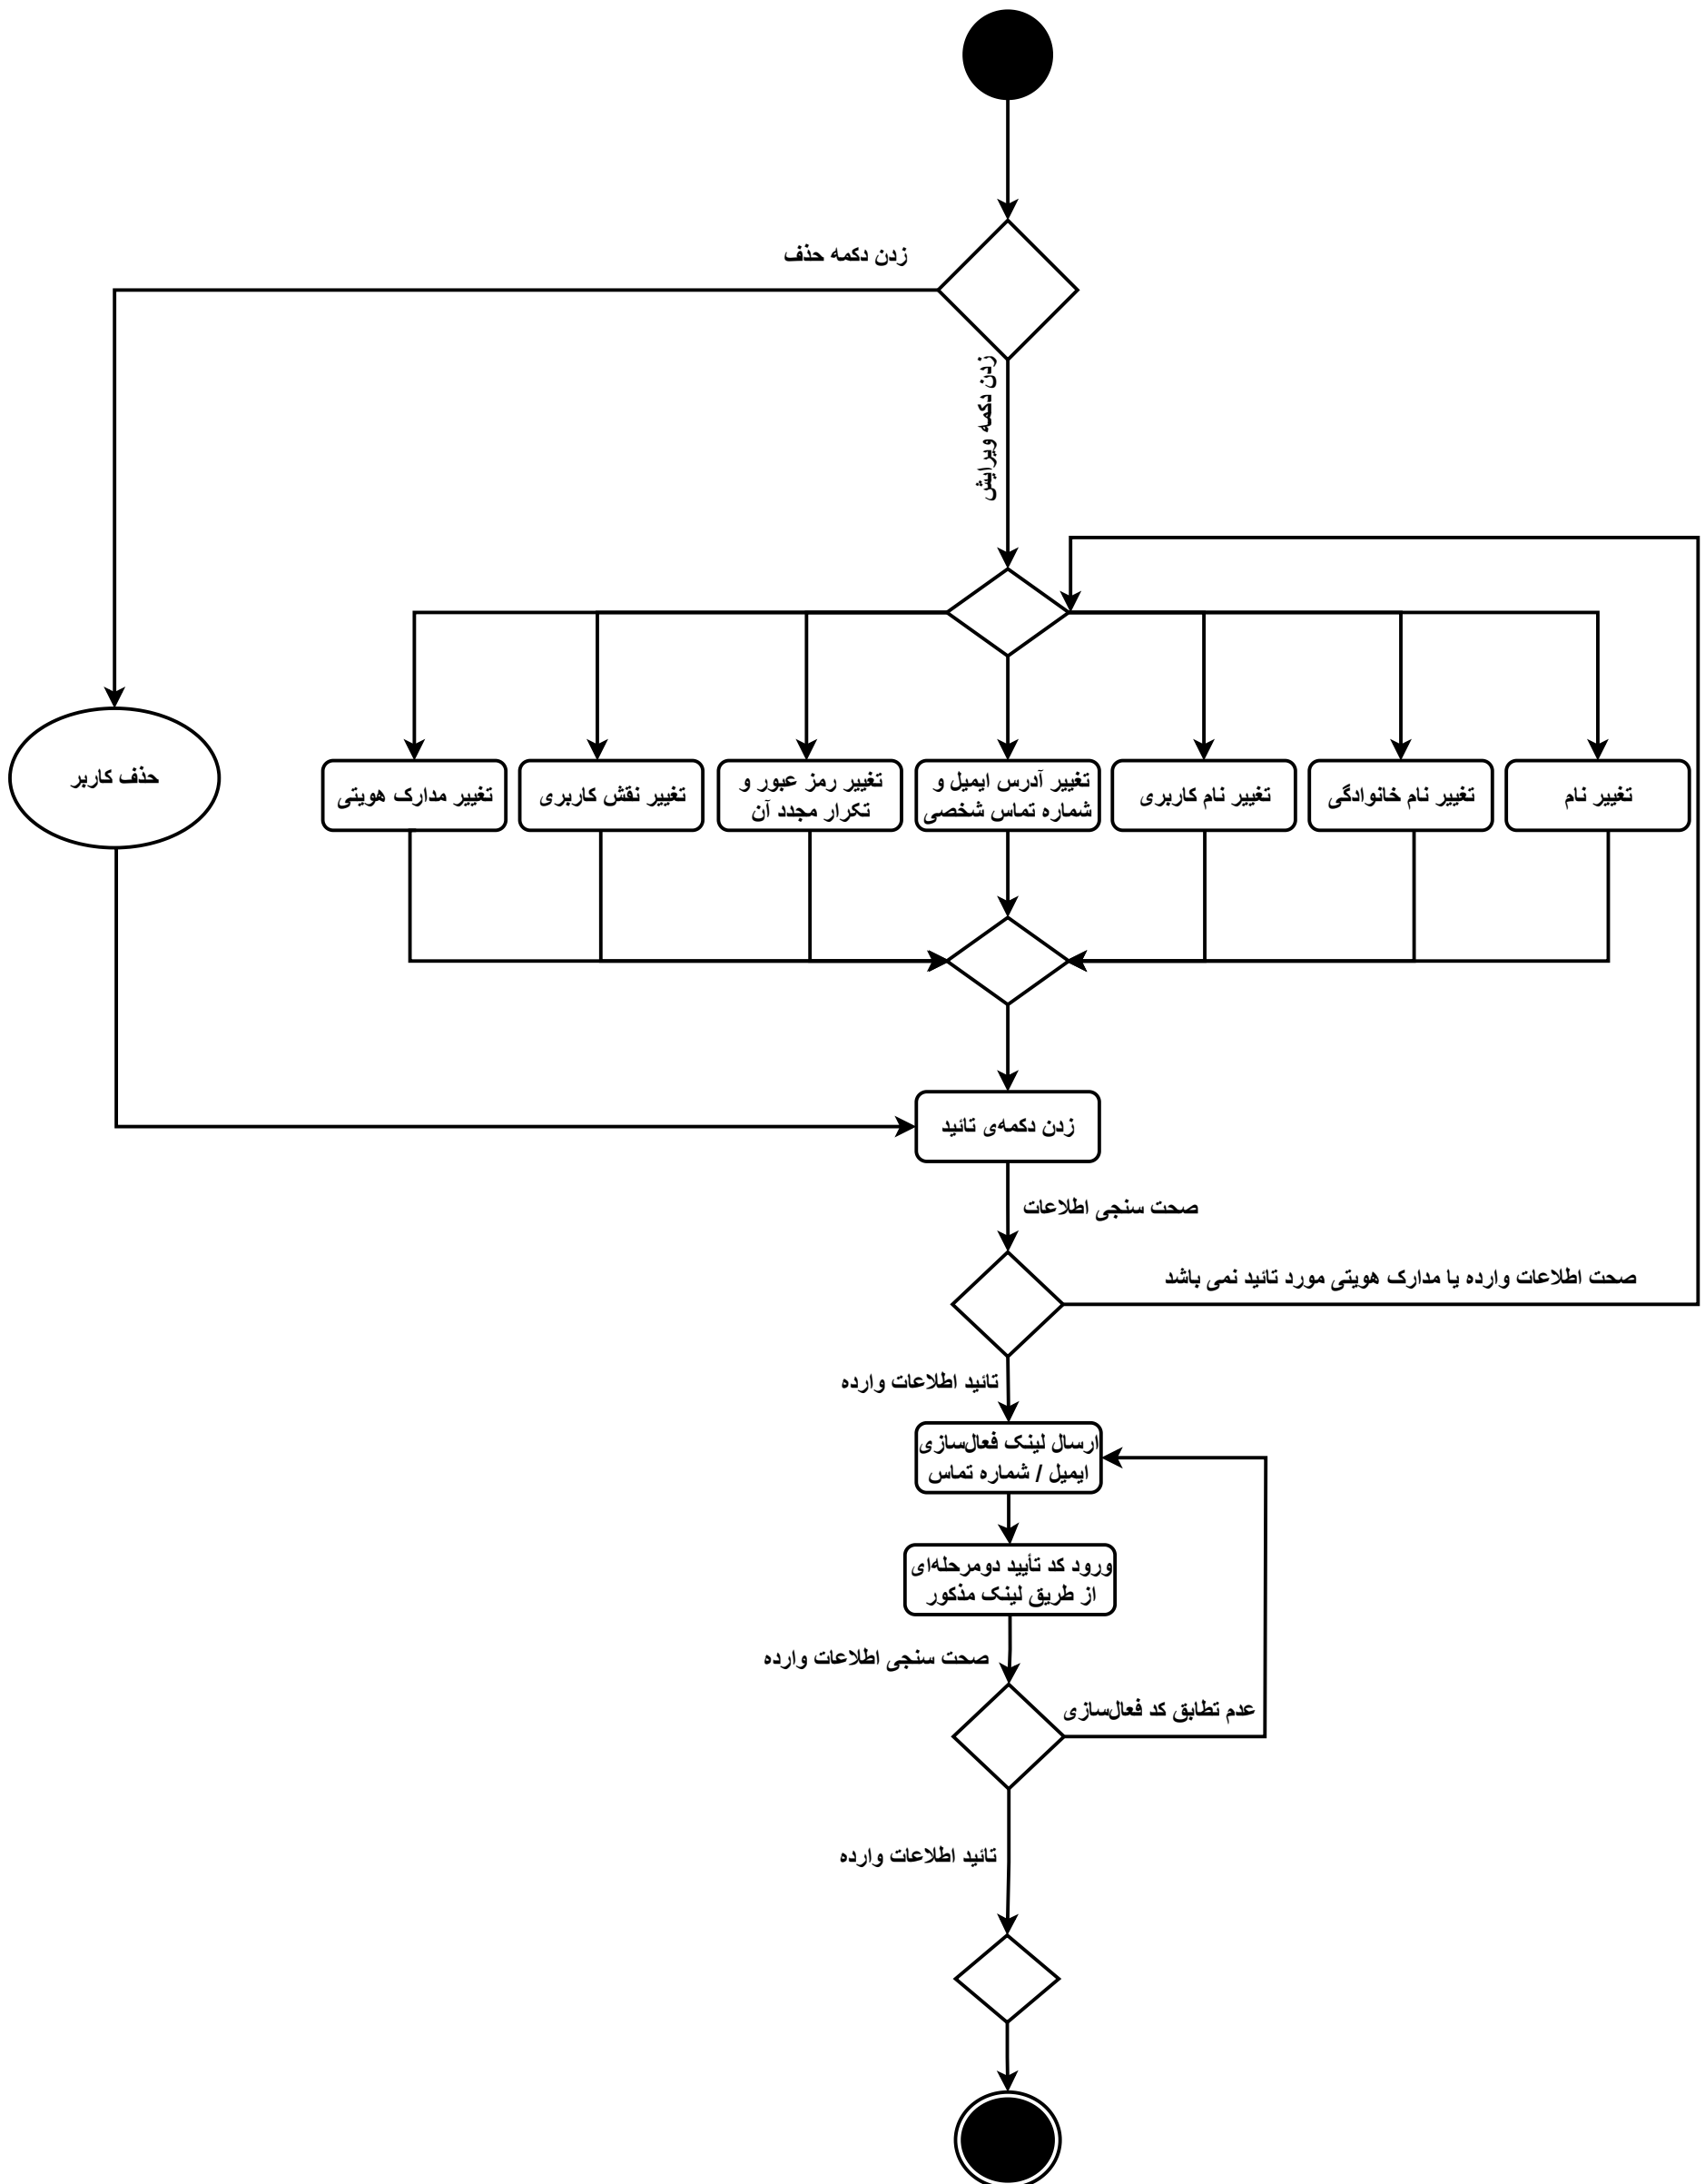 زدن دکمه حذف
زدن دکمه ویرایش
تغییر نام
تغییر نام خانوادگی
تغییر نام کاربری
تغییر آدرس ایمیل و
شماره تماس شخصی
تغییر رمز عبور و
تکرار مجدد آن
تغییر نقش کاربری
تغییر مدارک هویتی
حذف کاربر
زدن دکمه‌ی تائید
صحت سنجی اطلاعات
صحت اطلاعات وارده یا مدارک هویتی مورد تائید نمی باشد
تائید اطلاعات وارده
ارسال لینک فعال‌سازی
ایمیل / شماره تماس
ورود کد تأیید دومرحله‌ای
از طریق لینک مذکور
صحت سنجی اطلاعات وارده
عدم تطابق کد فعال‌سازی
تائید اطلاعات وارده